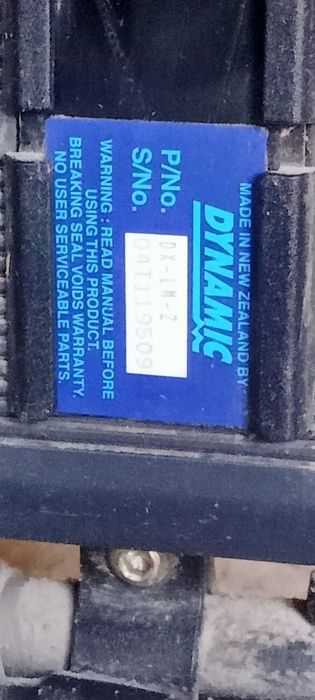 MADE IN NEW ZEALAND BY
DYNAMIC
P/No. DX-LM-Z
S/No. 04I119509
WARNING : READ MANUAL BEFORE
USING THIS PRODUCT.
BREAKING SEAL VOIDS WARRANTY.
NO USER SERVICEABLE PARTS.